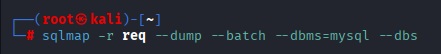 ┌──(root㉿kali)-[~]
└─# sqlmap -r req --dump --batch --dbms=mysql --dbs